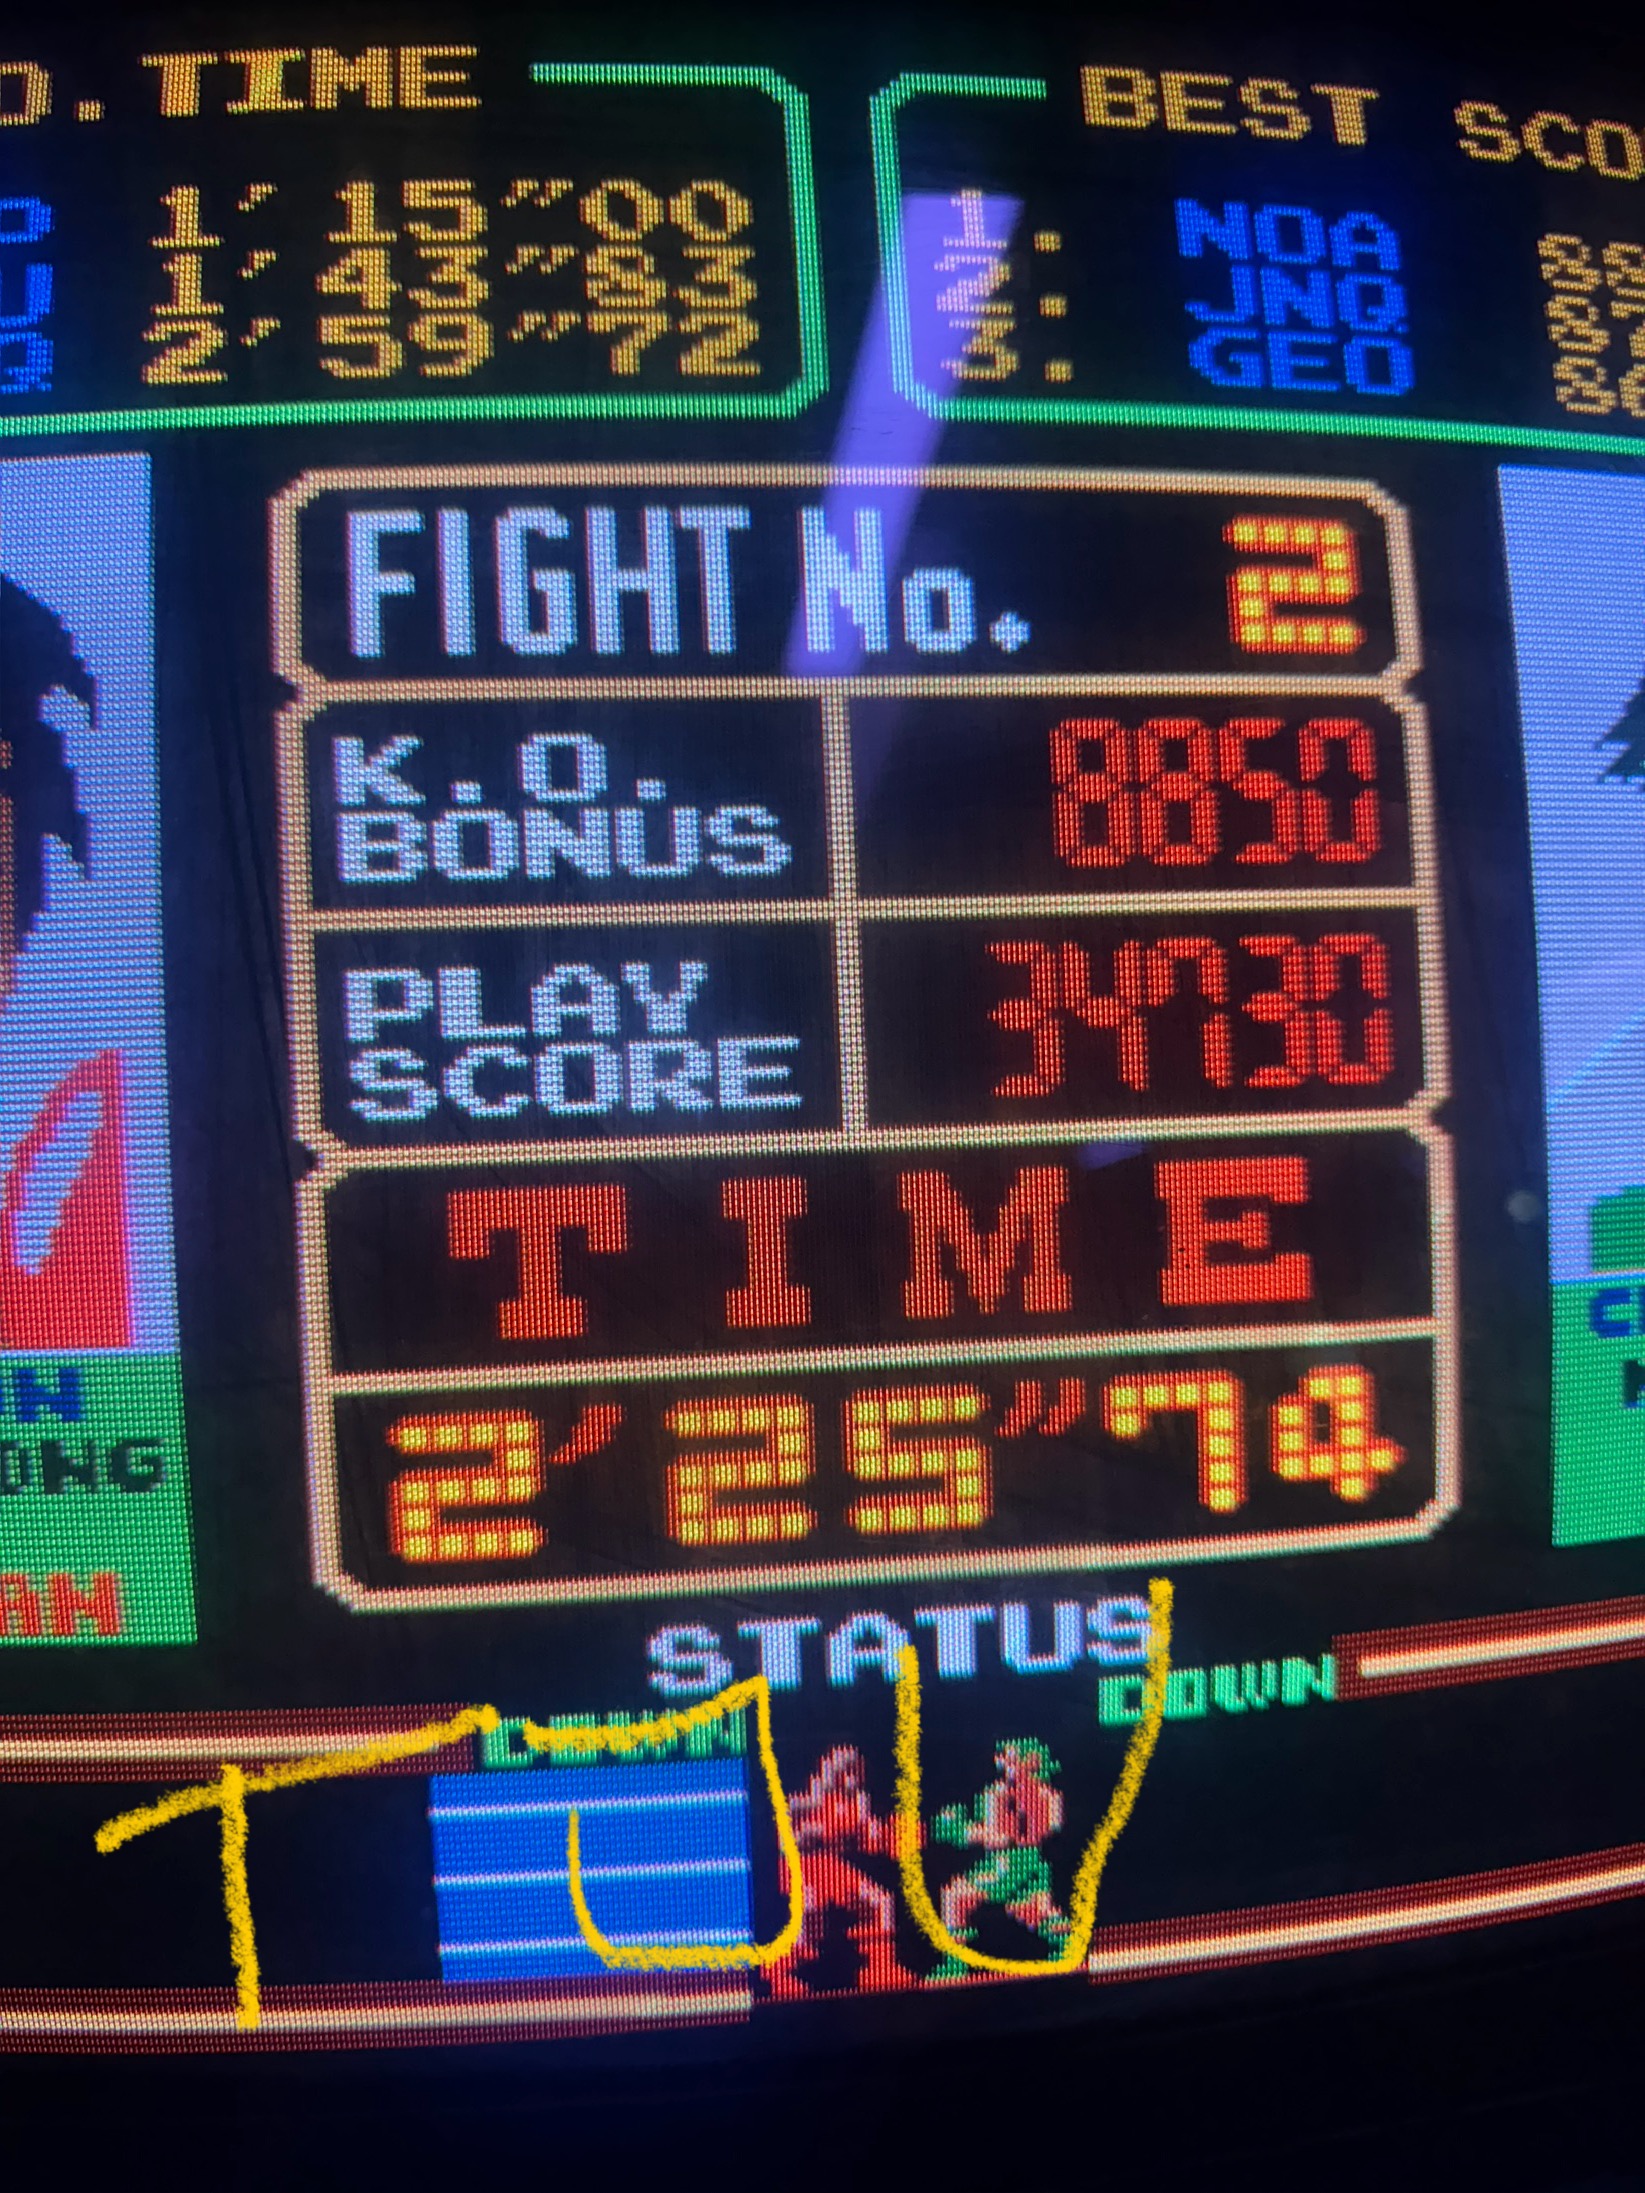 . TIME
BEST SCO
1'15"00
1'43"83
2'59"72
1. NOA
2. JNQ
3. GEO
FIGHT No. 2
K.O. BONUS 8850
PLAY SCORE 34730
TIME
2'25"74
STATUS
DOWN
DOWN